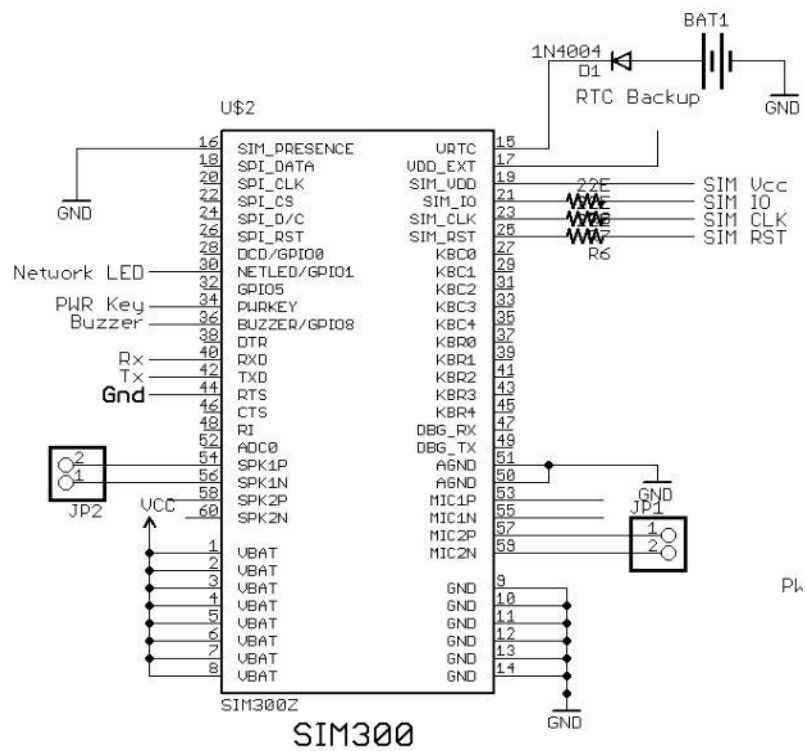 BAT1
1N4004
D1
RTC Backup
GND
U$2
16 SIM_PRESENCE VRTC 15
18 SPI_DATA VDD_EXT 17
20 SPI_CLK SIM_VDD 19 22E SIM Vcc
22 SPI_CS SIM_IO 21 SIM IO
24 SPI_D/C SIM_CLK 23 SIM CLK
26 SPI_RST SIM_RST 25 SIM RST
GND
28 DCD/GPIO0 KBC0 27 R6
Network LED 30 NETLED/GPIO1 KBC1 29
32 GPIO5 KBC2 31
PWR Key 34 PWRKEY KBC3 33
Buzzer 36 BUZZER/GPIO8 KBC4 35
38 DTR KBR0 37
Rx 40 RXD KBR1 39
Tx 42 TXD KBR2 41
Gnd 44 RTS KBR3 43
46 CTS KBR4 45
48 RI DBG_RX 47
52 ADC0 DBG_TX 49
2 54 SPK1P AGND 51
1 56 SPK1N AGND 50
GND
JP2
VCC
58 SPK2P MIC1P 53
JP1
60 SPK2N MIC1N 55
MIC2P 57 1
1 VBAT MIC2N 59 2
2 VBAT
3 VBAT GND 9
4 VBAT GND 10
5 VBAT GND 11
6 VBAT GND 12
7 VBAT GND 13
8 VBAT GND 14
SIM300Z
GND
SIM300